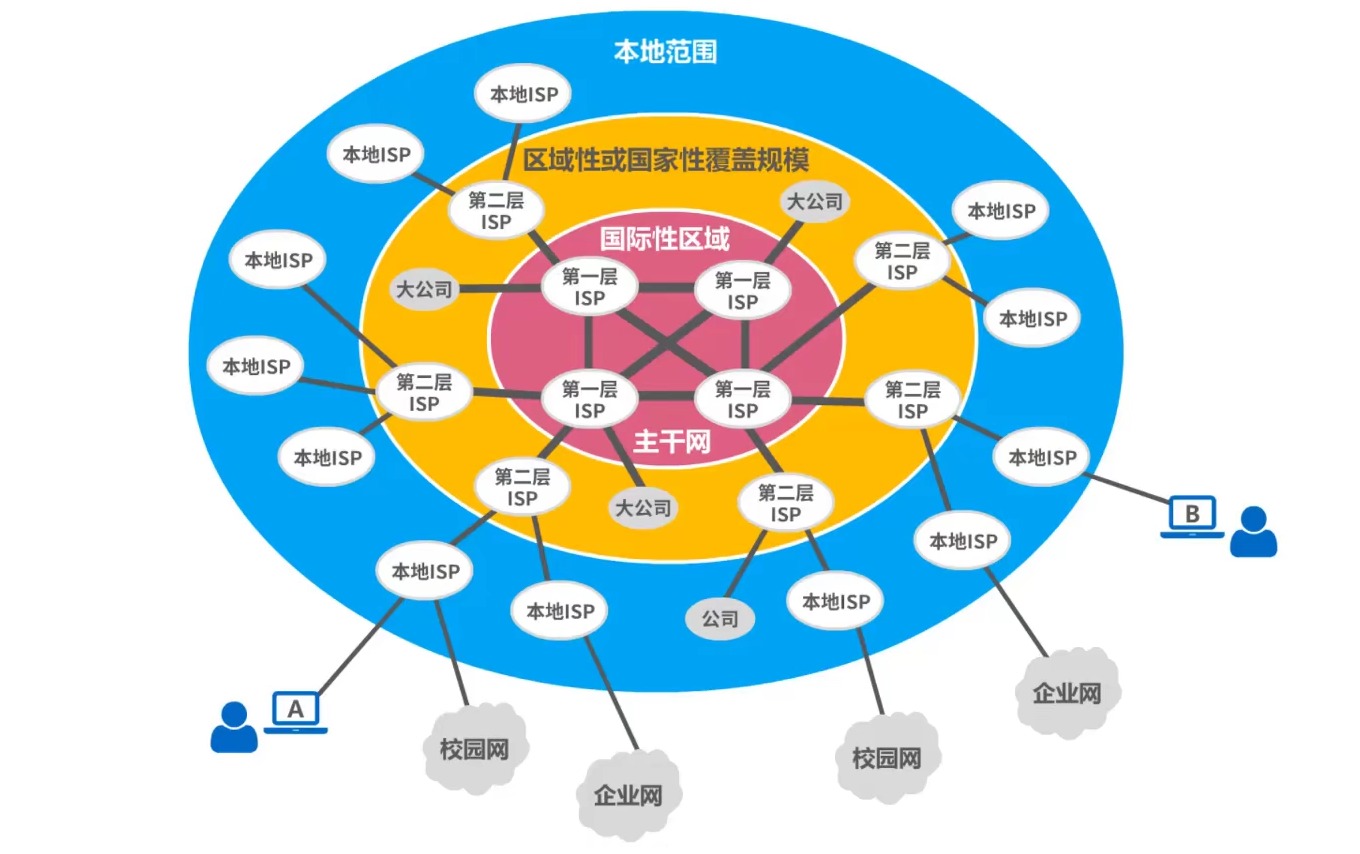 本地范围
本地ISP
本地ISP
区域性或国家性覆盖规模
第二层
ISP
大公司
本地ISP
国际性区域
本地ISP
第二层
ISP
大公司
第一层
ISP
第一层
ISP
本地ISP
本地ISP
第二层
ISP
第一层
ISP
第一层
ISP
第二层
ISP
主干网
本地ISP
本地ISP
第二层
ISP
大公司
第二层
ISP
B
本地ISP
本地ISP
本地ISP
公司
本地ISP
A
企业网
校园网
校园网
企业网